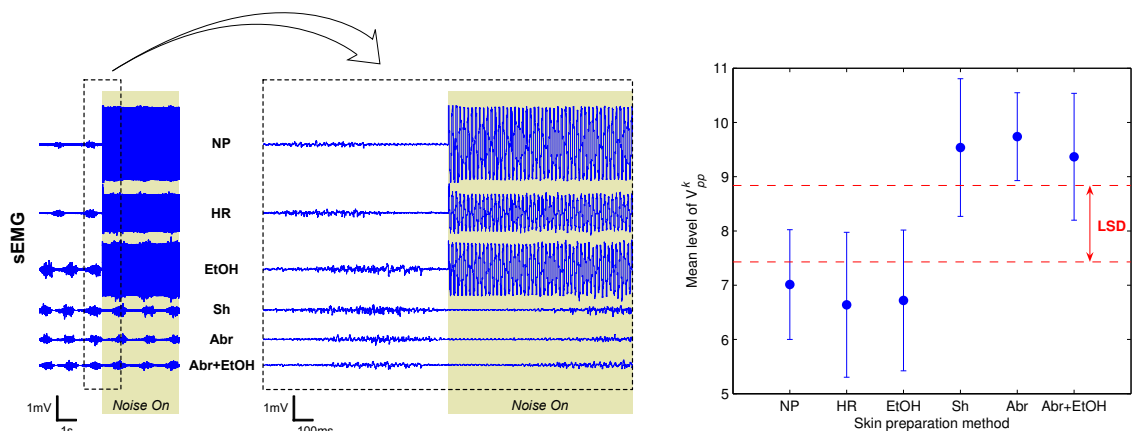 sEMG
NP
HR
EtOH
Sh
Abr
Abr+EtOH
Noise On
1mV
1s
Noise On
1mV
100ms
Mean level of V^k_pp
11
10
9
8
7
6
5
LSD
NP HR EtOH Sh Abr Abr+EtOH
Skin preparation method